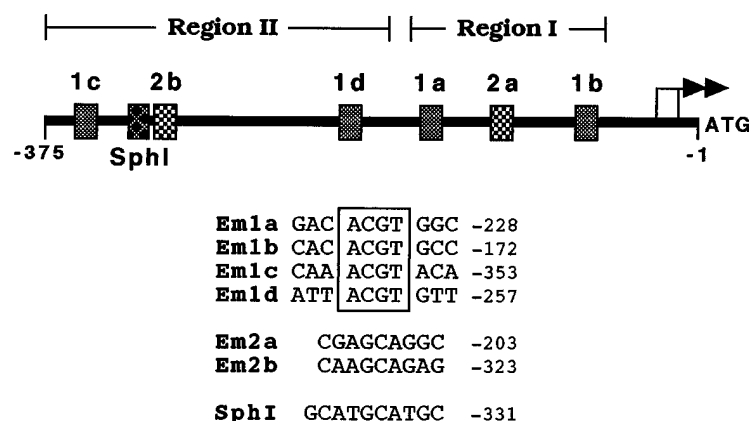 Region II Region I
1c 2b 1d 1a 2a 1b
ATG
-375 SphI -1
Em1a GAC ACGT GGC -228
Em1b CAC ACGT GCC -172
Em1c CAA ACGT ACA -353
Em1d ATT ACGT GTT -257
Em2a CGAGCAGGC -203
Em2b CAAGCAGAG -323
SphI GCATGCATGC -331